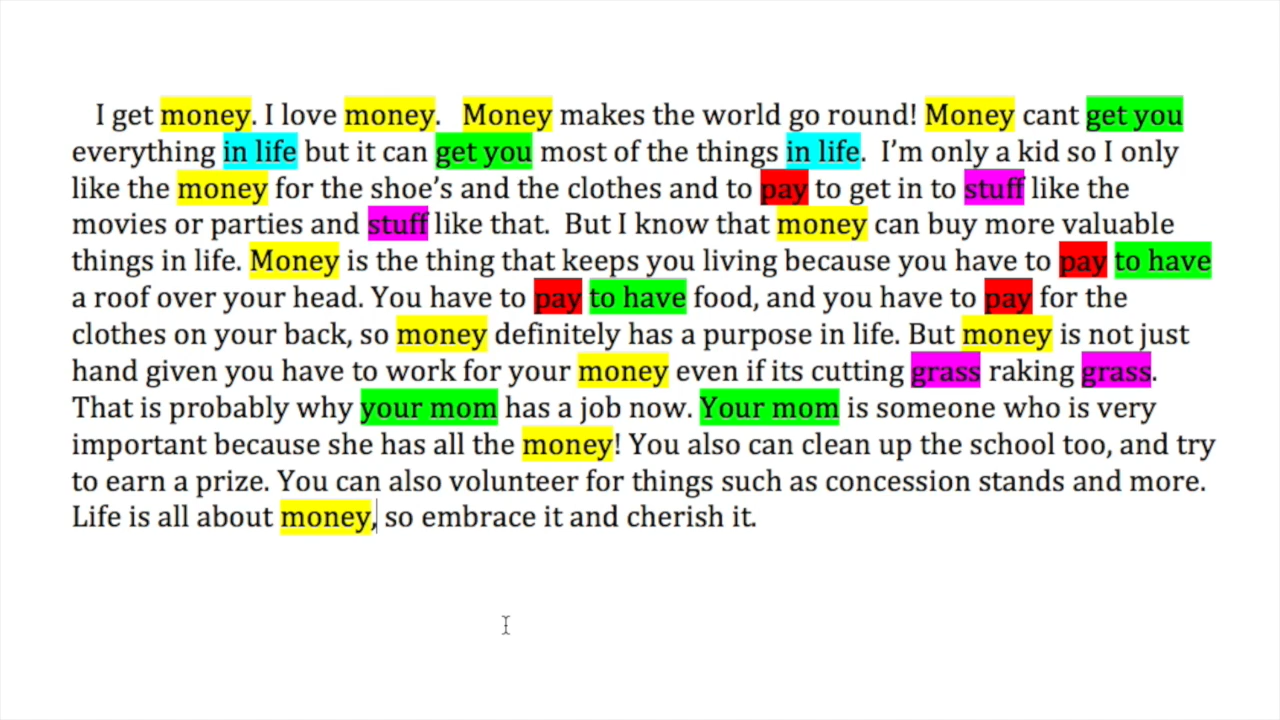 I get money. I love money. Money makes the world go round! Money cant get you
everything in life but it can get you most of the things in life. I’m only a kid so I only
like the money for the shoe’s and the clothes and to pay to get in to stuff like the
movies or parties and stuff like that. But I know that money can buy more valuable
things in life. Money is the thing that keeps you living because you have to pay to have
a roof over your head. You have to pay to have food, and you have to pay for the
clothes on your back, so money definitely has a purpose in life. But money is not just
hand given you have to work for your money even if its cutting grass raking grass.
That is probably why your mom has a job now. Your mom is someone who is very
important because she has all the money! You also can clean up the school too, and try
to earn a prize. You can also volunteer for things such as concession stands and more.
Life is all about money, so embrace it and cherish it.